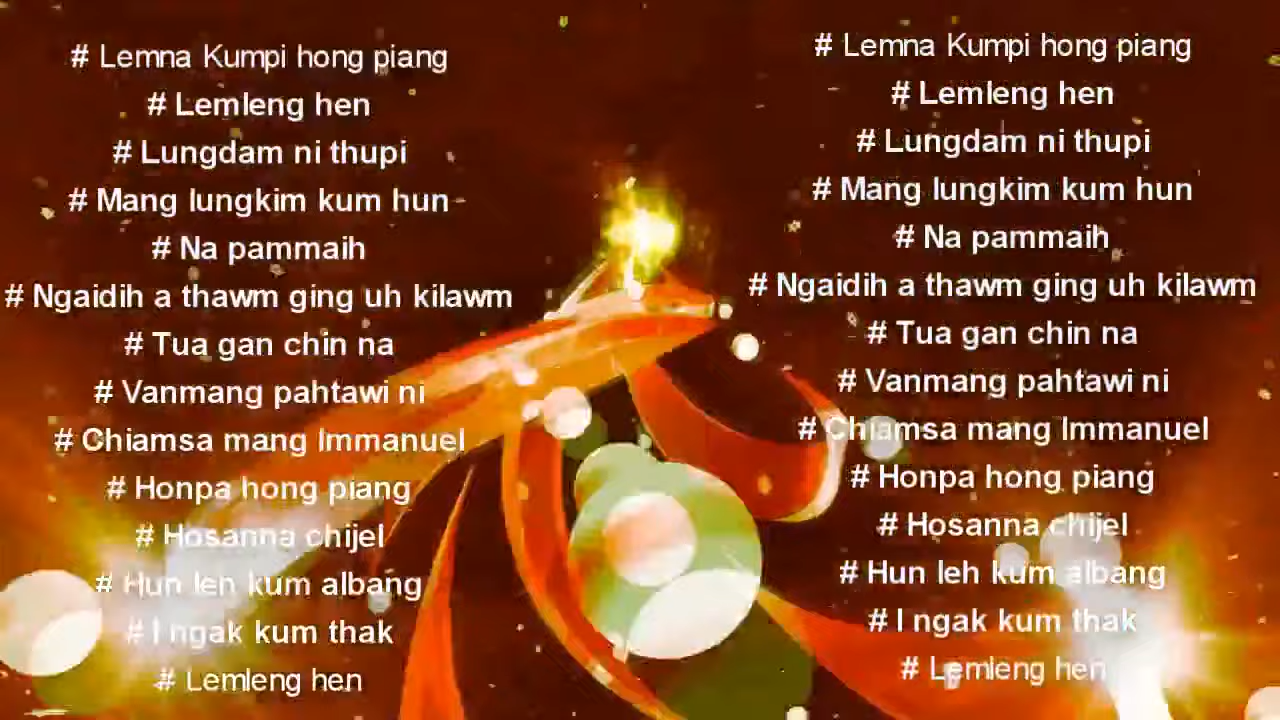 # Lemna Kumpi hong piang
# Lemleng hen
# Lungdam ni thupi
# Mang lungkim kum hun
# Na pammaih
# Ngaidih a thawm ging uh kilawm
# Tua gan chin na
# Vanmang pahtawi ni
# Chiamsa mang Immanuel
# Honpa hong piang
# Hosanna chijel
# Hun leh kum albang
# I ngak kum thak
# Lemleng hen
# Lemna Kumpi hong piang
# Lemleng hen
# Lungdam ni thupi
# Mang lungkim kum hun
# Na pammaih
# Ngaidih a thawm ging uh kilawm
# Tua gan chin na
# Vanmang pahtawi ni
# Chiamsa mang Immanuel
# Honpa hong piang
# Hosanna chijel
# Hun leh kum albang
# I ngak kum thak
# Lemleng hen